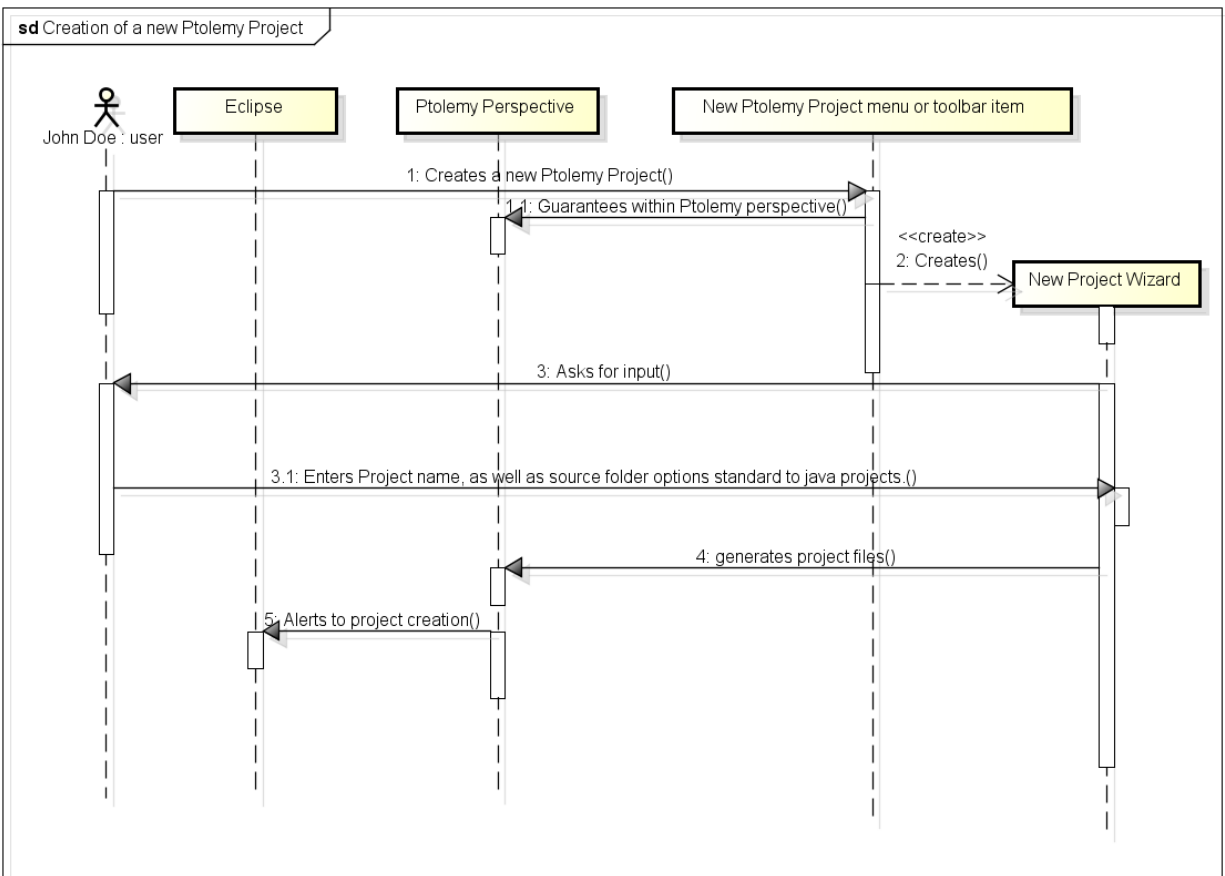 sd Creation of a new Ptolemy Project
John Doe : user
Eclipse
Ptolemy Perspective
New Ptolemy Project menu or toolbar item
1: Creates a new Ptolemy Project()
1.1: Guarantees within Ptolemy perspective()
<<create>>
2: Creates()
New Project Wizard
3: Asks for input()
3.1: Enters Project name, as well as source folder options standard to java projects.()
4: generates project files()
5: Alerts to project creation()